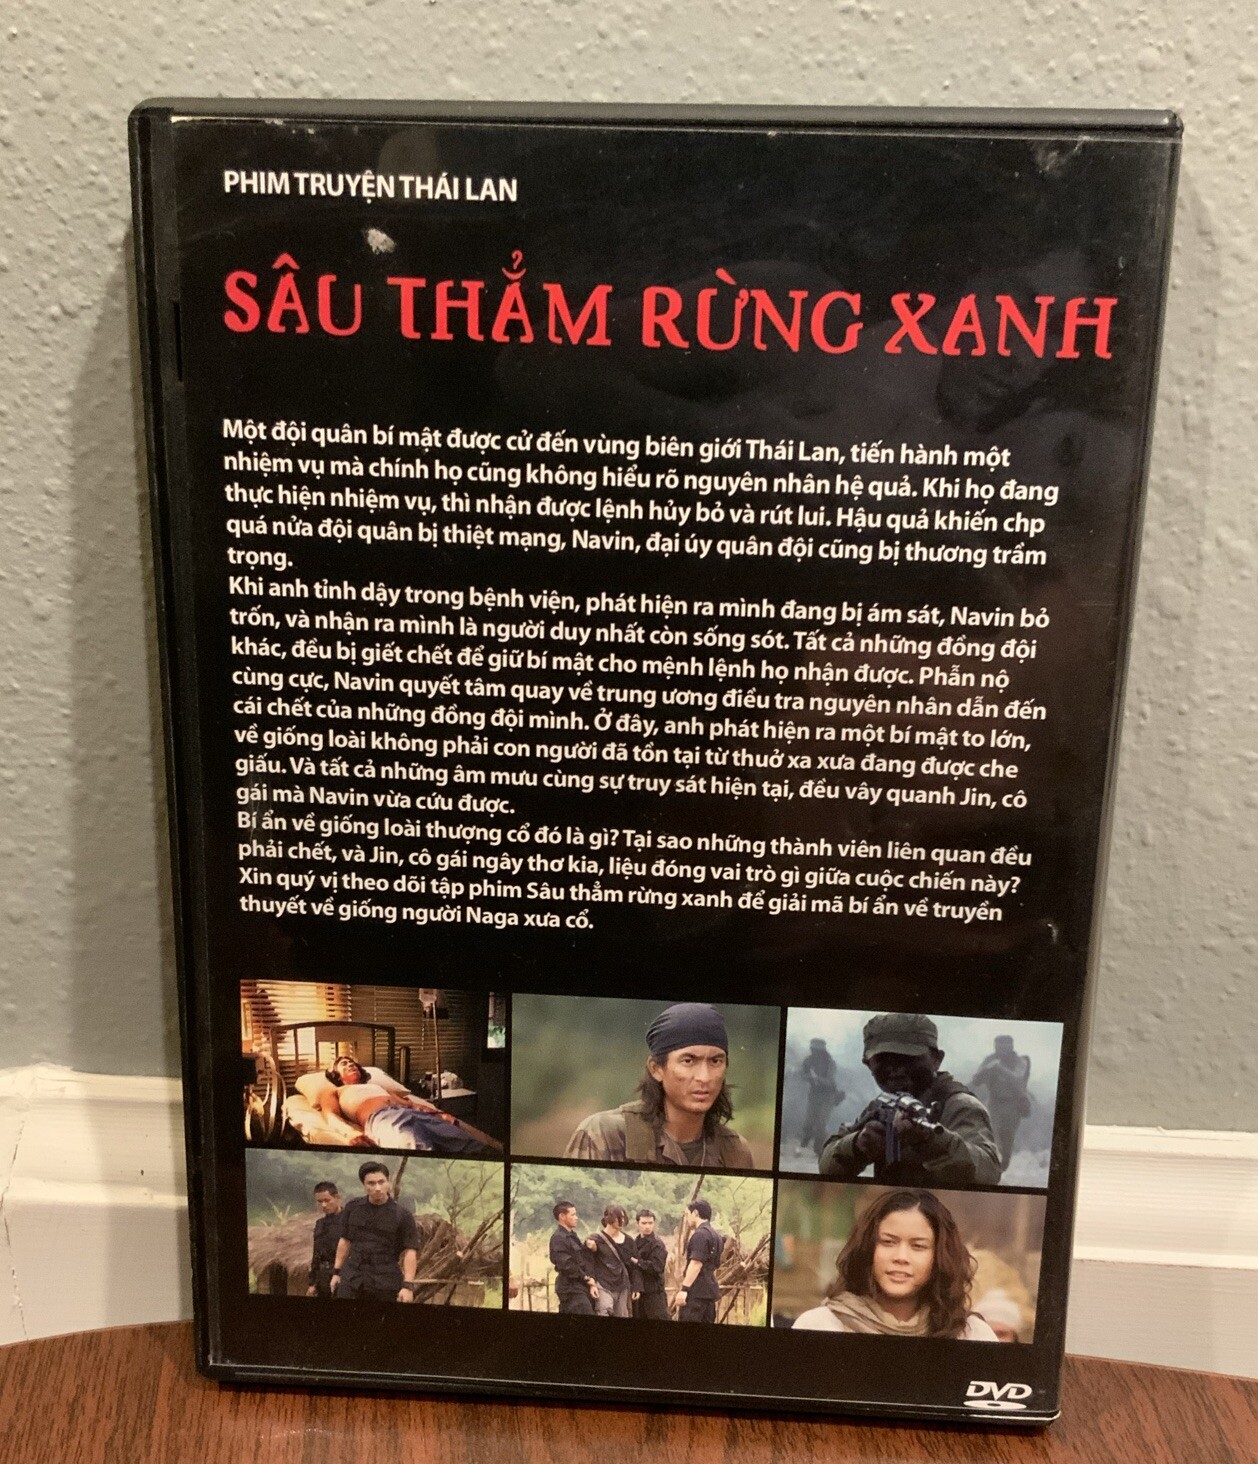 PHIM TRUYỆN THÁI LAN
SÂU THẲM RỪNG XANH
Một đội quân bí mật được cử đến vùng biên giới Thái Lan, tiến hành một
nhiệm vụ mà chính họ cũng không hiểu rõ nguyên nhân hệ quả. Khi họ đang
thực hiện nhiệm vụ, thì nhận được lệnh hủy bỏ và rút lui. Hậu quả khiến chp
quá nửa đội quân bị thiệt mạng, Navin, đại úy quân đội cũng bị thương trầm
trọng.
Khi anh tỉnh dậy trong bệnh viện, phát hiện ra mình đang bị ám sát, Navin bỏ
trốn, và nhận ra mình là người duy nhất còn sống sót. Tất cả những đồng đội
khác, đều bị giết chết để giữ bí mật cho mệnh lệnh họ nhận được. Phẫn nộ
cùng cực, Navin quyết tâm quay về trung ương điều tra nguyên nhân dẫn đến
cái chết của những đồng đội mình. Ở đây, anh phát hiện ra một bí mật to lớn,
về giống loài không phải con người đã tồn tại từ thuở xa xưa đang được che
giấu. Và tất cả những âm mưu cùng sự truy sát hiện tại, đều vây quanh Jin, cô
gái mà Navin vừa cứu được.
Bí ẩn về giống loài thượng cổ đó là gì? Tại sao những thành viên liên quan đều
phải chết, và Jin, cô gái ngây thơ kia, liệu đóng vai trò gì giữa cuộc chiến này?
Xin quý vị theo dõi tập phim Sâu thẳm rừng xanh để giải mã bí ẩn về truyền
thuyết về giống người Naga xưa cổ.
DVD